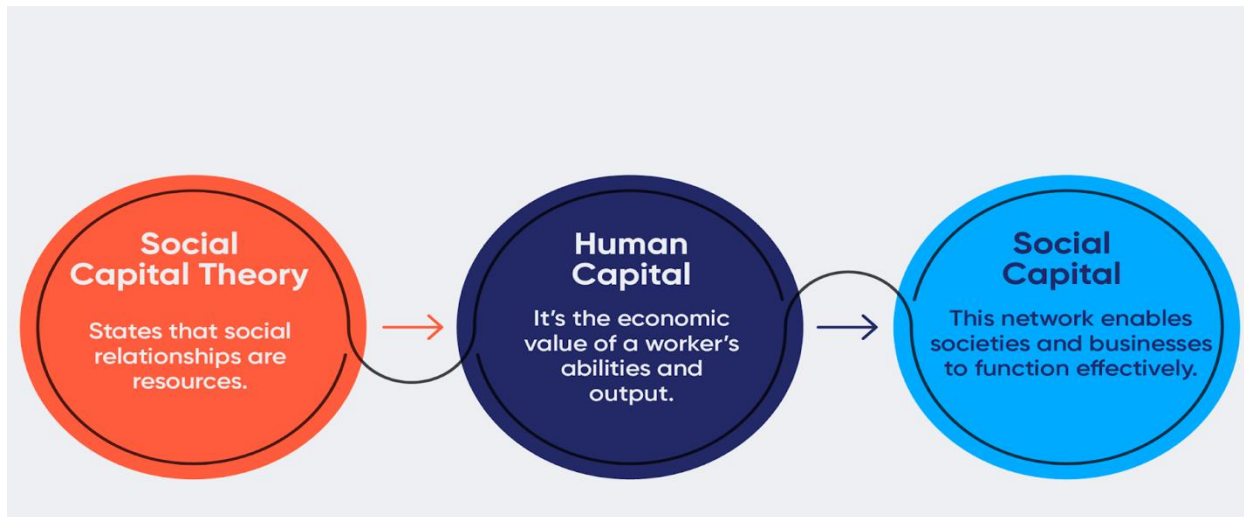 Social
Capital Theory
States that social
relationships are
resources.
Human
Capital
It's the economic
value of a worker's
abilities and
output.
Social
Capital
This network enables
societies and businesses
to function effectively.